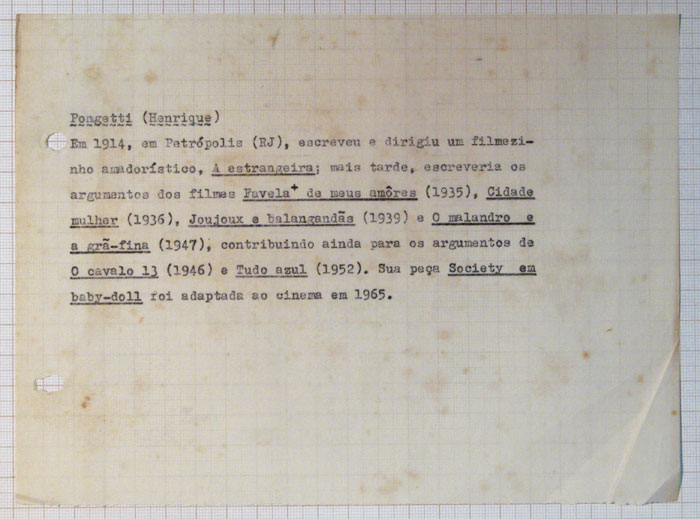 Pongetti (Henrique)
Em 1914, em Petrópolis (RJ), escreveu e dirigiu um filmezi-
nho amadorístico, A estrangeira; mais tarde, escreveria os
argumentos dos filmes Favela+ de meus amôres (1935), Cidade
mulher (1936), Joujoux e balangandãs (1939) e O malandro e
a grã-fina (1947), contribuindo ainda para os argumentos de
O cavalo 13 (1946) e Tudo azul (1952). Sua peça Society em
baby-doll foi adaptada ao cinema em 1965.